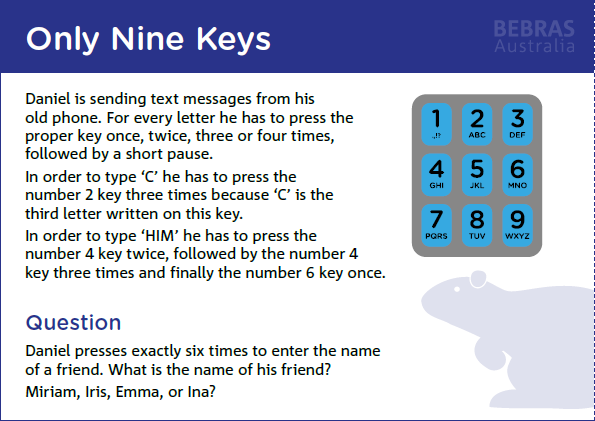 Only Nine Keys
BEBRAS
Australia
Daniel is sending text messages from his
old phone. For every letter he has to press the
proper key once, twice, three or four times,
followed by a short pause.
In order to type ‘C’ he has to press the
number 2 key three times because ‘C’ is the
third letter written on this key.
In order to type ‘HIM’ he has to press the
number 4 key twice, followed by the number 4
key three times and finally the number 6 key once.
1 2 3
.,!? ABC DEF
4 5 6
GHI JKL MNO
7 8 9
PQRS TUV WXYZ
Question
Daniel presses exactly six times to enter the name
of a friend. What is the name of his friend?
Miriam, Iris, Emma, or Ina?